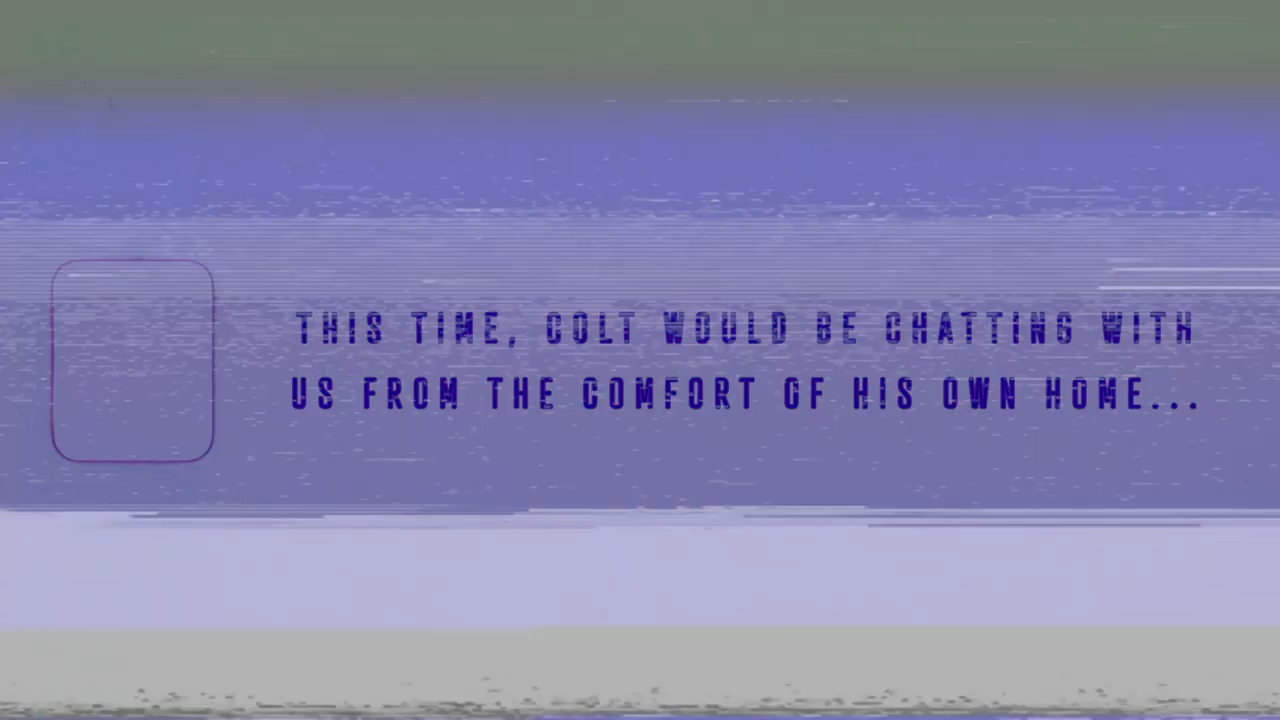 THIS TIME, COLT WOULD BE CHATTING WITH
US FROM THE COMFORT OF HIS OWN HOME...